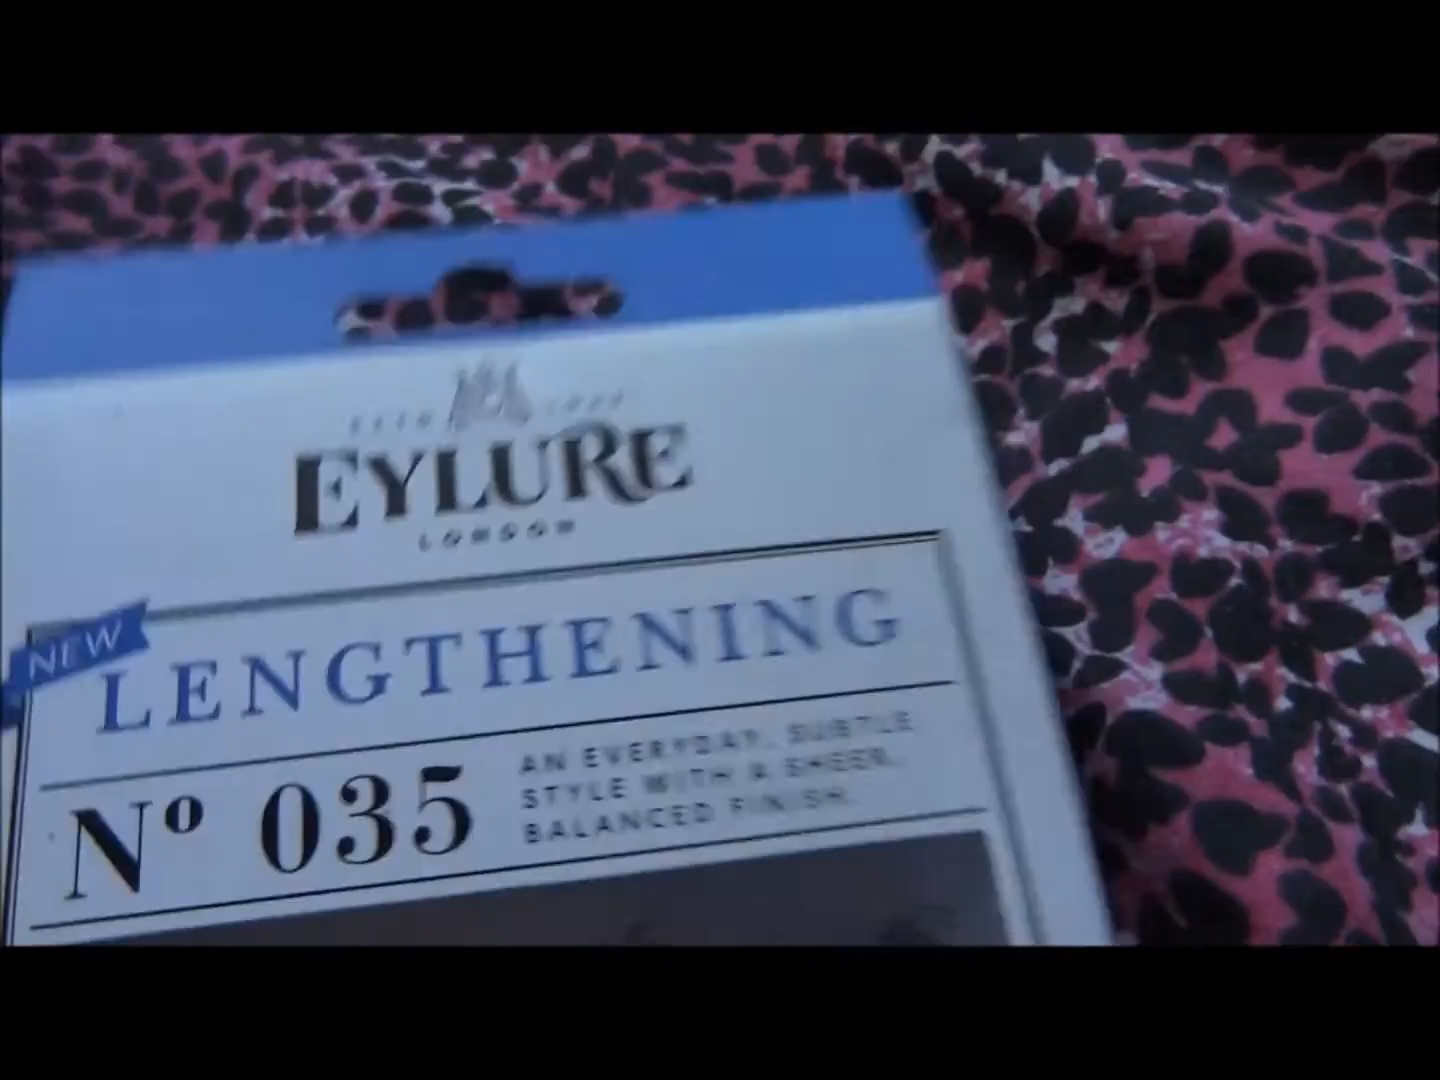 EYLURE
LONDON
NEW
LENGTHENING
Nº 035
AN EVERYDAY, SUBTLE
STYLE WITH A SHEER,
BALANCED FINISH.